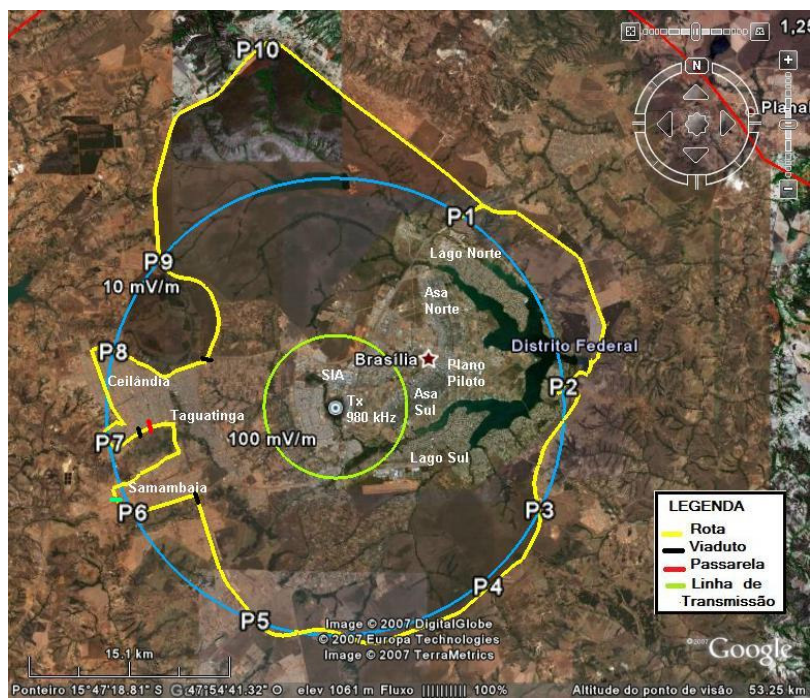 P10
1,25
N
Planal
P1
Lago Norte
P9
10 mV/m
Asa
Norte
P8
Brasília
Plano
Piloto
Distrito Federal
SIA
Ceilândia
P2
Tx
980 kHz
Asa
Sul
Taguatinga
P7
100 mV/m
Lago Sul
Samambaia
P6
P3
LEGENDA
Rota
Viaduto
Passarela
Linha de
Transmissão
P4
P5
Image © 2007 DigitalGlobe
© 2007 Europa Technologies
Image © 2007 TerraMetrics
©2007 Google
15.1 km
Ponteiro 15°47'18.81" S 47°54'41.32" O elev 1061 m Fluxo |||||||||| 100% Altitude do ponto de visão 53.25 km